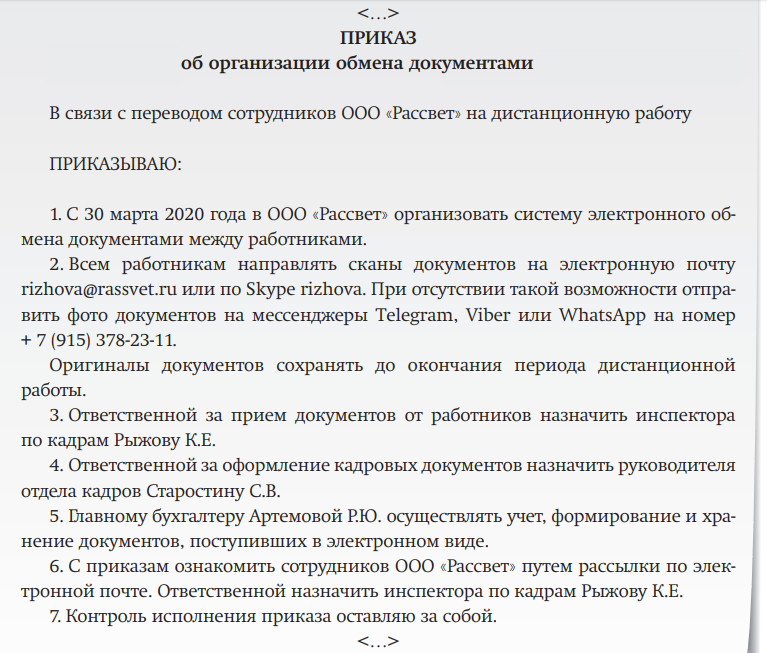 <...>
ПРИКАЗ
об организации обмена документами
В связи с переводом сотрудников ООО «Рассвет» на дистанционную работу
ПРИКАЗЫВАЮ:
1. С 30 марта 2020 года в ООО «Рассвет» организовать систему электронного об-
мена документами между работниками.
2. Всем работникам направлять сканы документов на электронную почту
rizhova@rassvet.ru или по Skype rizhova. При отсутствии такой возможности отпра-
вить фото документов на мессенджеры Telegram, Viber или WhatsApp на номер
+ 7 (915) 378-23-11.
Оригиналы документов сохранять до окончания периода дистанционной
работы.
3. Ответственной за прием документов от работников назначить инспектора
по кадрам Рыжову К.Е.
4. Ответственной за оформление кадровых документов назначить руководителя
отдела кадров Старостину С.В.
5. Главному бухгалтеру Артемовой Р.Ю. осуществлять учет, формирование и хра-
нение документов, поступивших в электронном виде.
6. С приказам ознакомить сотрудников ООО «Рассвет» путем рассылки по элек-
тронной почте. Ответственной назначить инспектора по кадрам Рыжову К.Е.
7. Контроль исполнения приказа оставляю за собой.
<...>